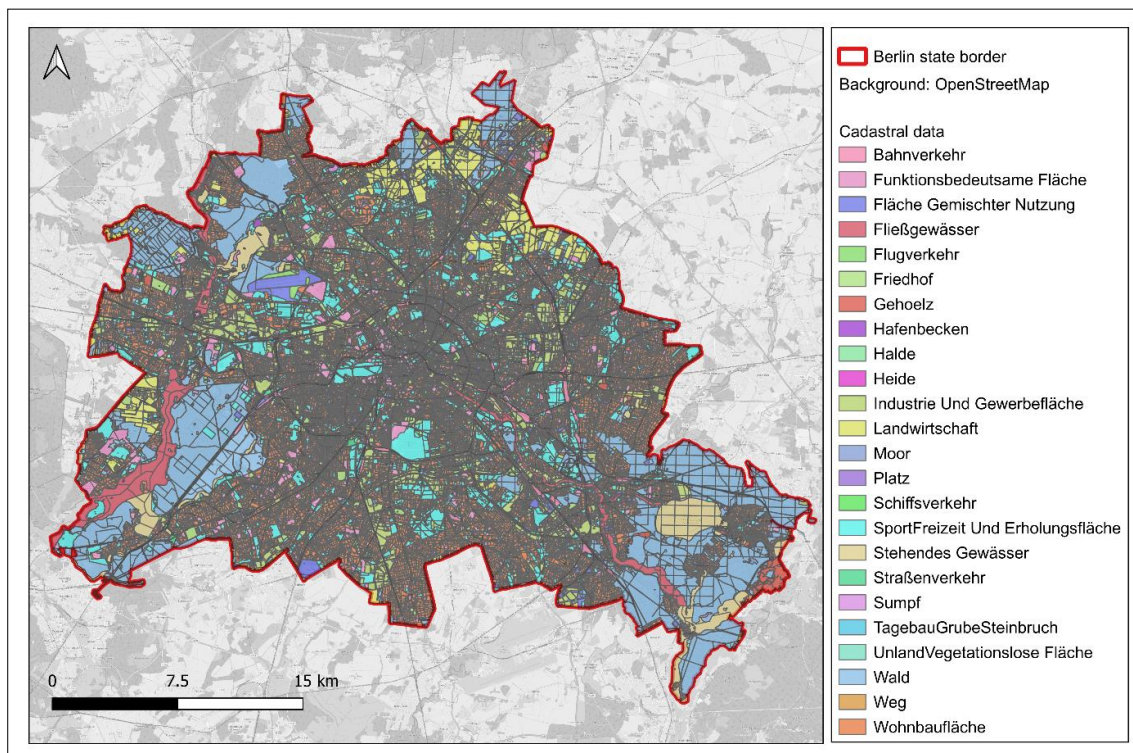 Berlin state border
Background: OpenStreetMap
Cadastral data
Bahnverkehr
Funktionsbedeutsame Fläche
Fläche Gemischter Nutzung
Fließgewässer
Flugverkehr
Friedhof
Gehoelz
Hafenbecken
Halde
Heide
Industrie Und Gewerbefläche
Landwirtschaft
Moor
Platz
Schiffsverkehr
SportFreizeit Und Erholungsfläche
Stehendes Gewässer
Straßenverkehr
Sumpf
TagebauGrubeSteinbruch
UnlandVegetationslose Fläche
Wald
Weg
Wohnbaufläche
0 7.5 15 km